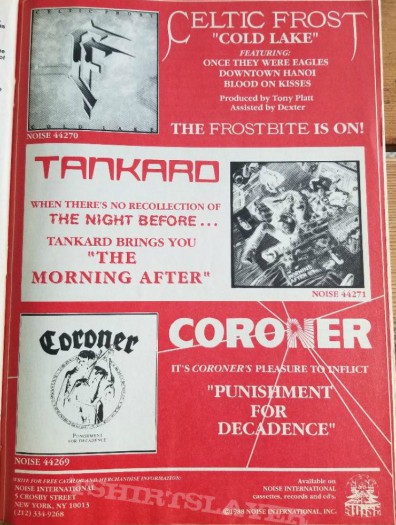 CELTIC FROST
"COLD LAKE"
FEATURING:
ONCE THEY WERE EAGLES
DOWNTOWN HANOI
BLOOD ON KISSES
Produced by Tony Platt
Assisted by Dexter
NOISE 44270
THE FROSTBITE IS ON!
TANKARD
WHEN THERE'S NO RECOLLECTION OF
THE NIGHT BEFORE...
TANKARD BRINGS YOU
"THE
MORNING AFTER"
NOISE 44271
Coroner
PUNISHMENT
FOR DECADENCE
CORONER
IT'S CORONER'S PLEASURE TO INFLICT
"PUNISHMENT
FOR
DECADENCE"
NOISE 44269
WRITE FOR FREE CATALOG AND MERCHANDISE INFORMATION:
NOISE INTERNATIONAL
5 CROSBY STREET
NEW YORK, NY 10013
(212) 334-9268
Available on
NOISE INTERNATIONAL
cassettes, records and cd's.
©1988 NOISE INTERNATIONAL, INC.
NOISE
SHIRTSLAYER